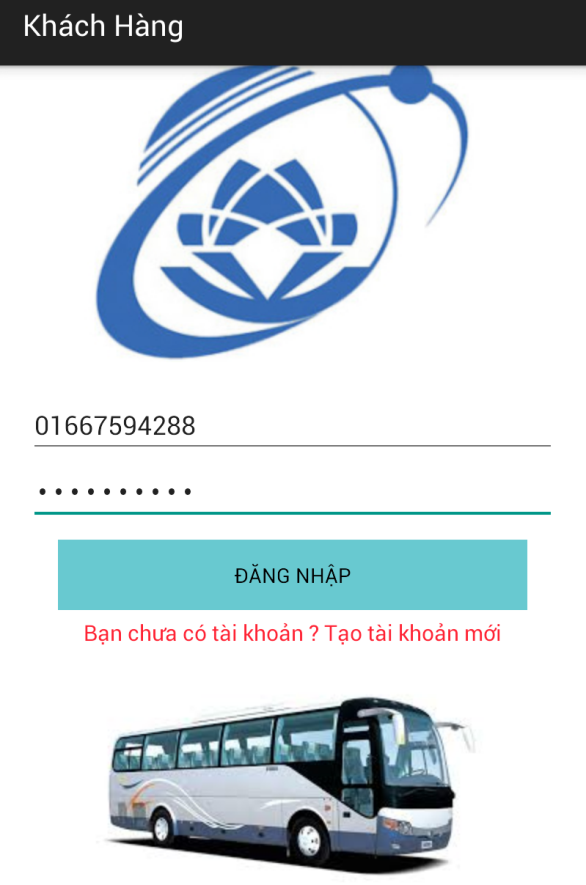 Khách Hàng
01667594288
••••••••••
ĐĂNG NHẬP
Bạn chưa có tài khoản ? Tạo tài khoản mới